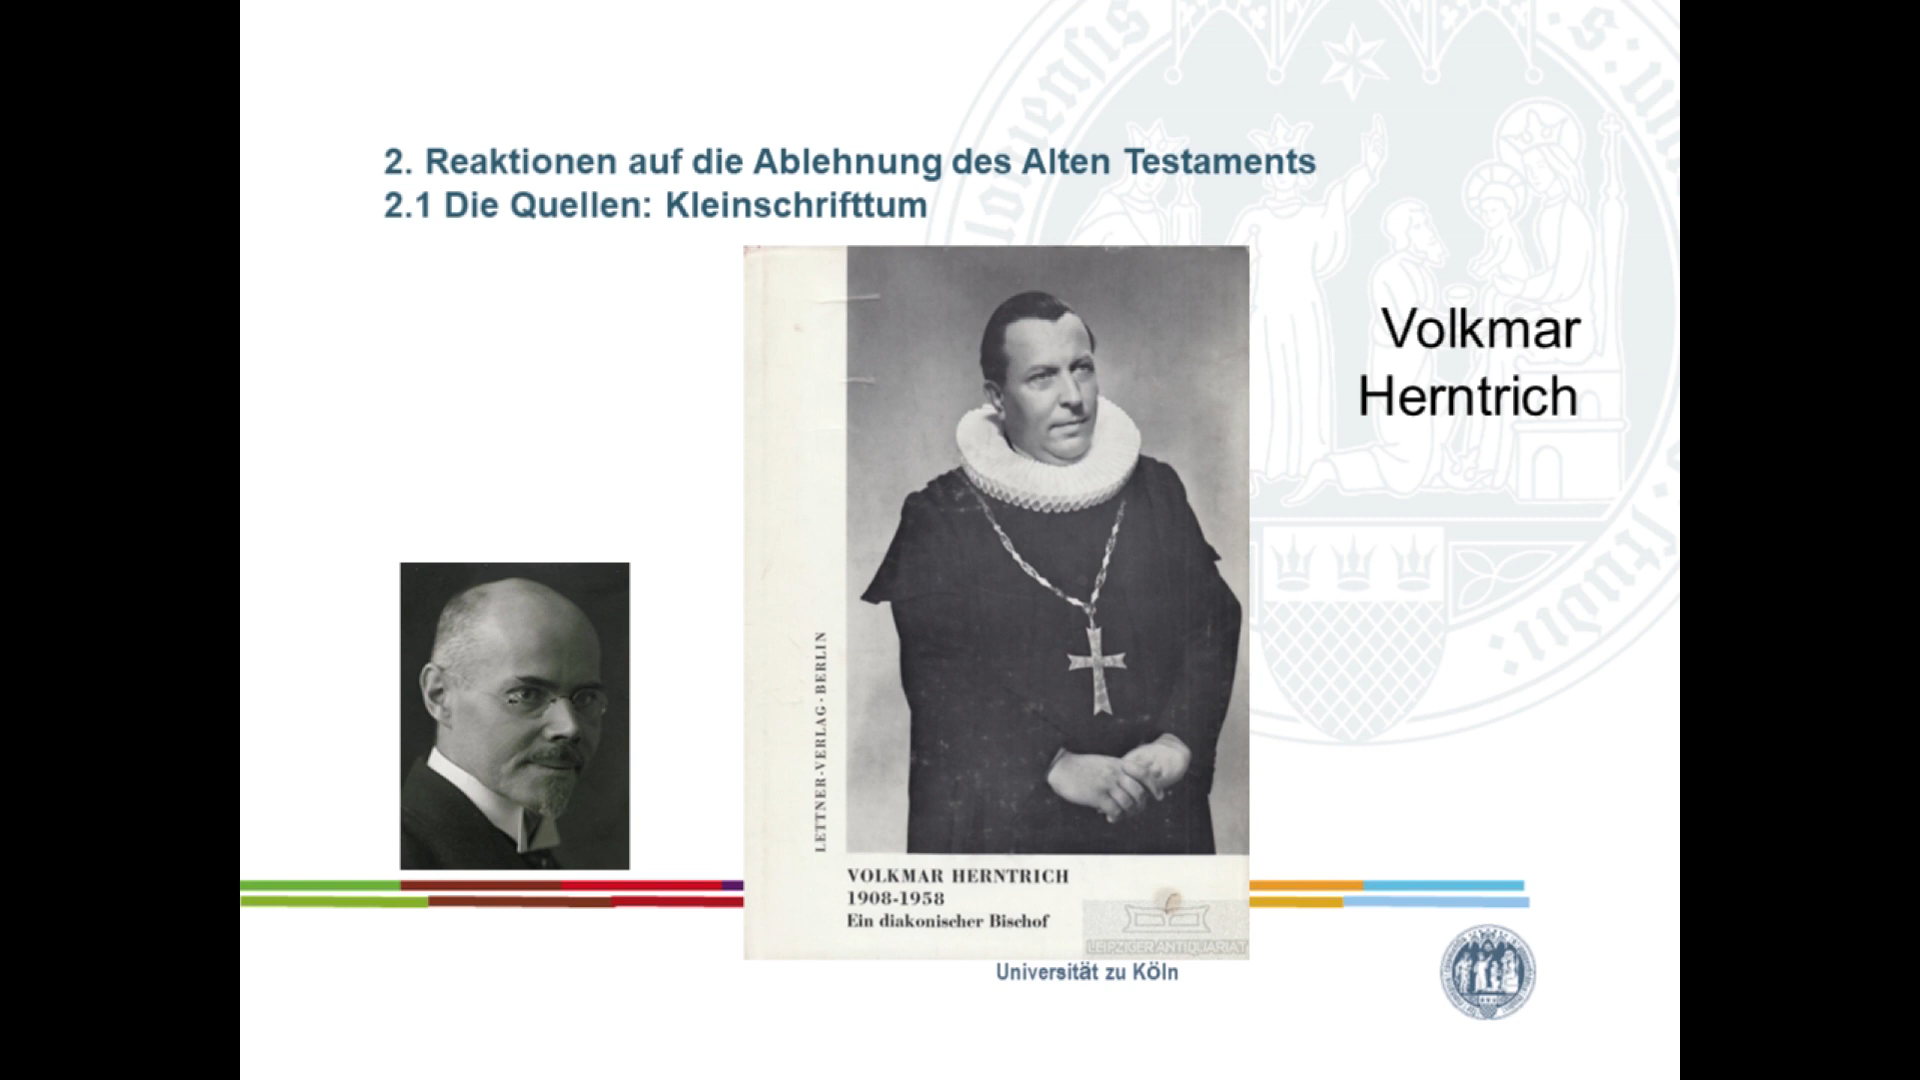 2. Reaktionen auf die Ablehnung des Alten Testaments
2.1 Die Quellen: Kleinschrifttum
Volkmar
Herntrich
LETTNER-VERLAG·BERLIN
VOLKMAR HERNTRICH
1908-1958
Ein diakonischer Bischof
LEIPZIGER ANTIQUARIAT
Universität zu Köln